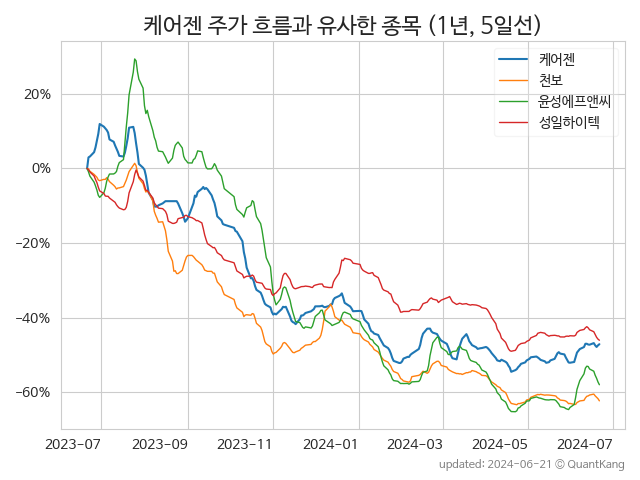 케어젠 주가 흐름과 유사한 종목 (1년, 5일선)
케어젠
천보
윤성에프앤씨
성일하이텍
20%
0%
−20%
−40%
−60%
2023-07 2023-09 2023-11 2024-01 2024-03 2024-05 2024-07
updated: 2024-06-21 © QuantKang